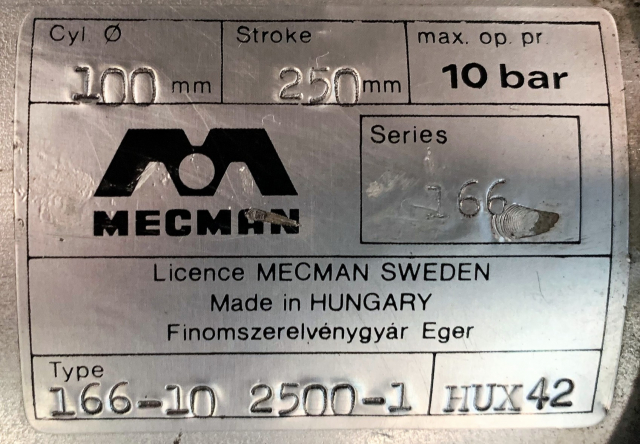 Cyl Ø Stroke max. op. pr.
100 mm 250 mm 10 bar
Series
166
MECMAN
Licence MECMAN SWEDEN
Made in HUNGARY
Finomszerelvénygyár Eger
Type
166-10 2500-1 HUX42